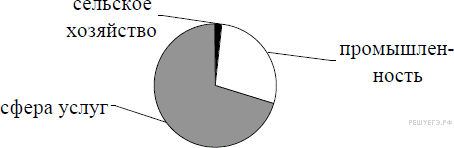 сельское
хозяйство
промышлен-
ность
сфера услуг
РЕШУЕГЭ.РФ